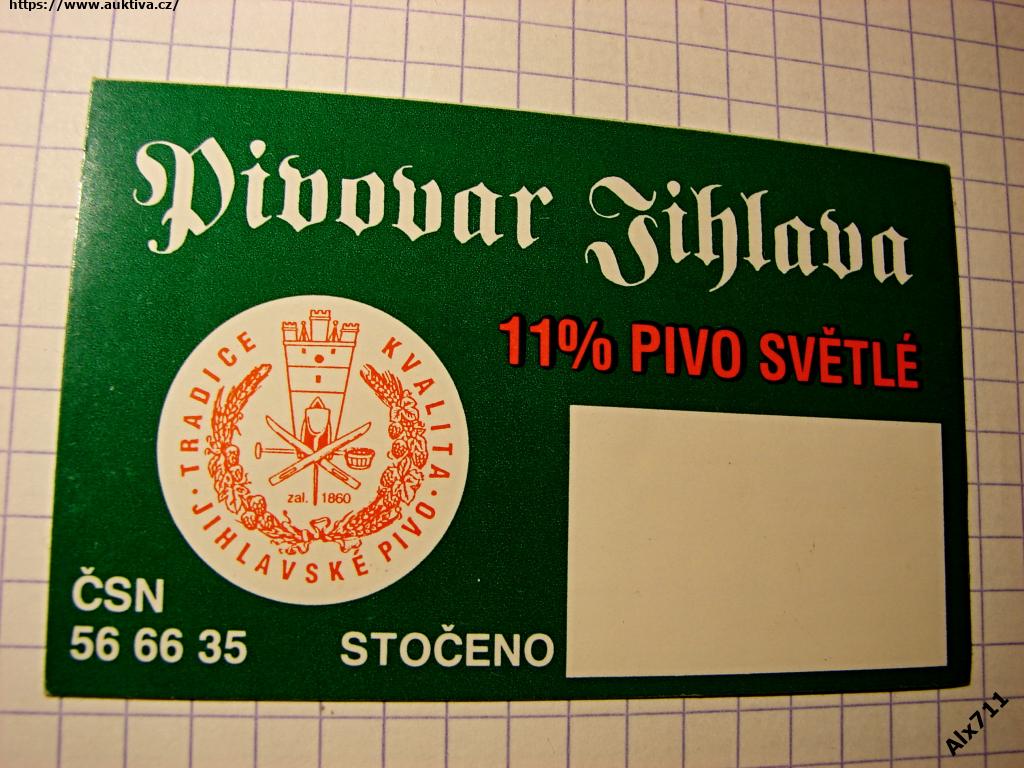 https://www.auktiva.cz/
Pivovar Jihlava
11% PIVO SVĚTLÉ
TRADICE KVALITA
zal. 1860
· JIHLAVSKÉ PIVO ·
ČSN
56 66 35
STOČENO
Alx711